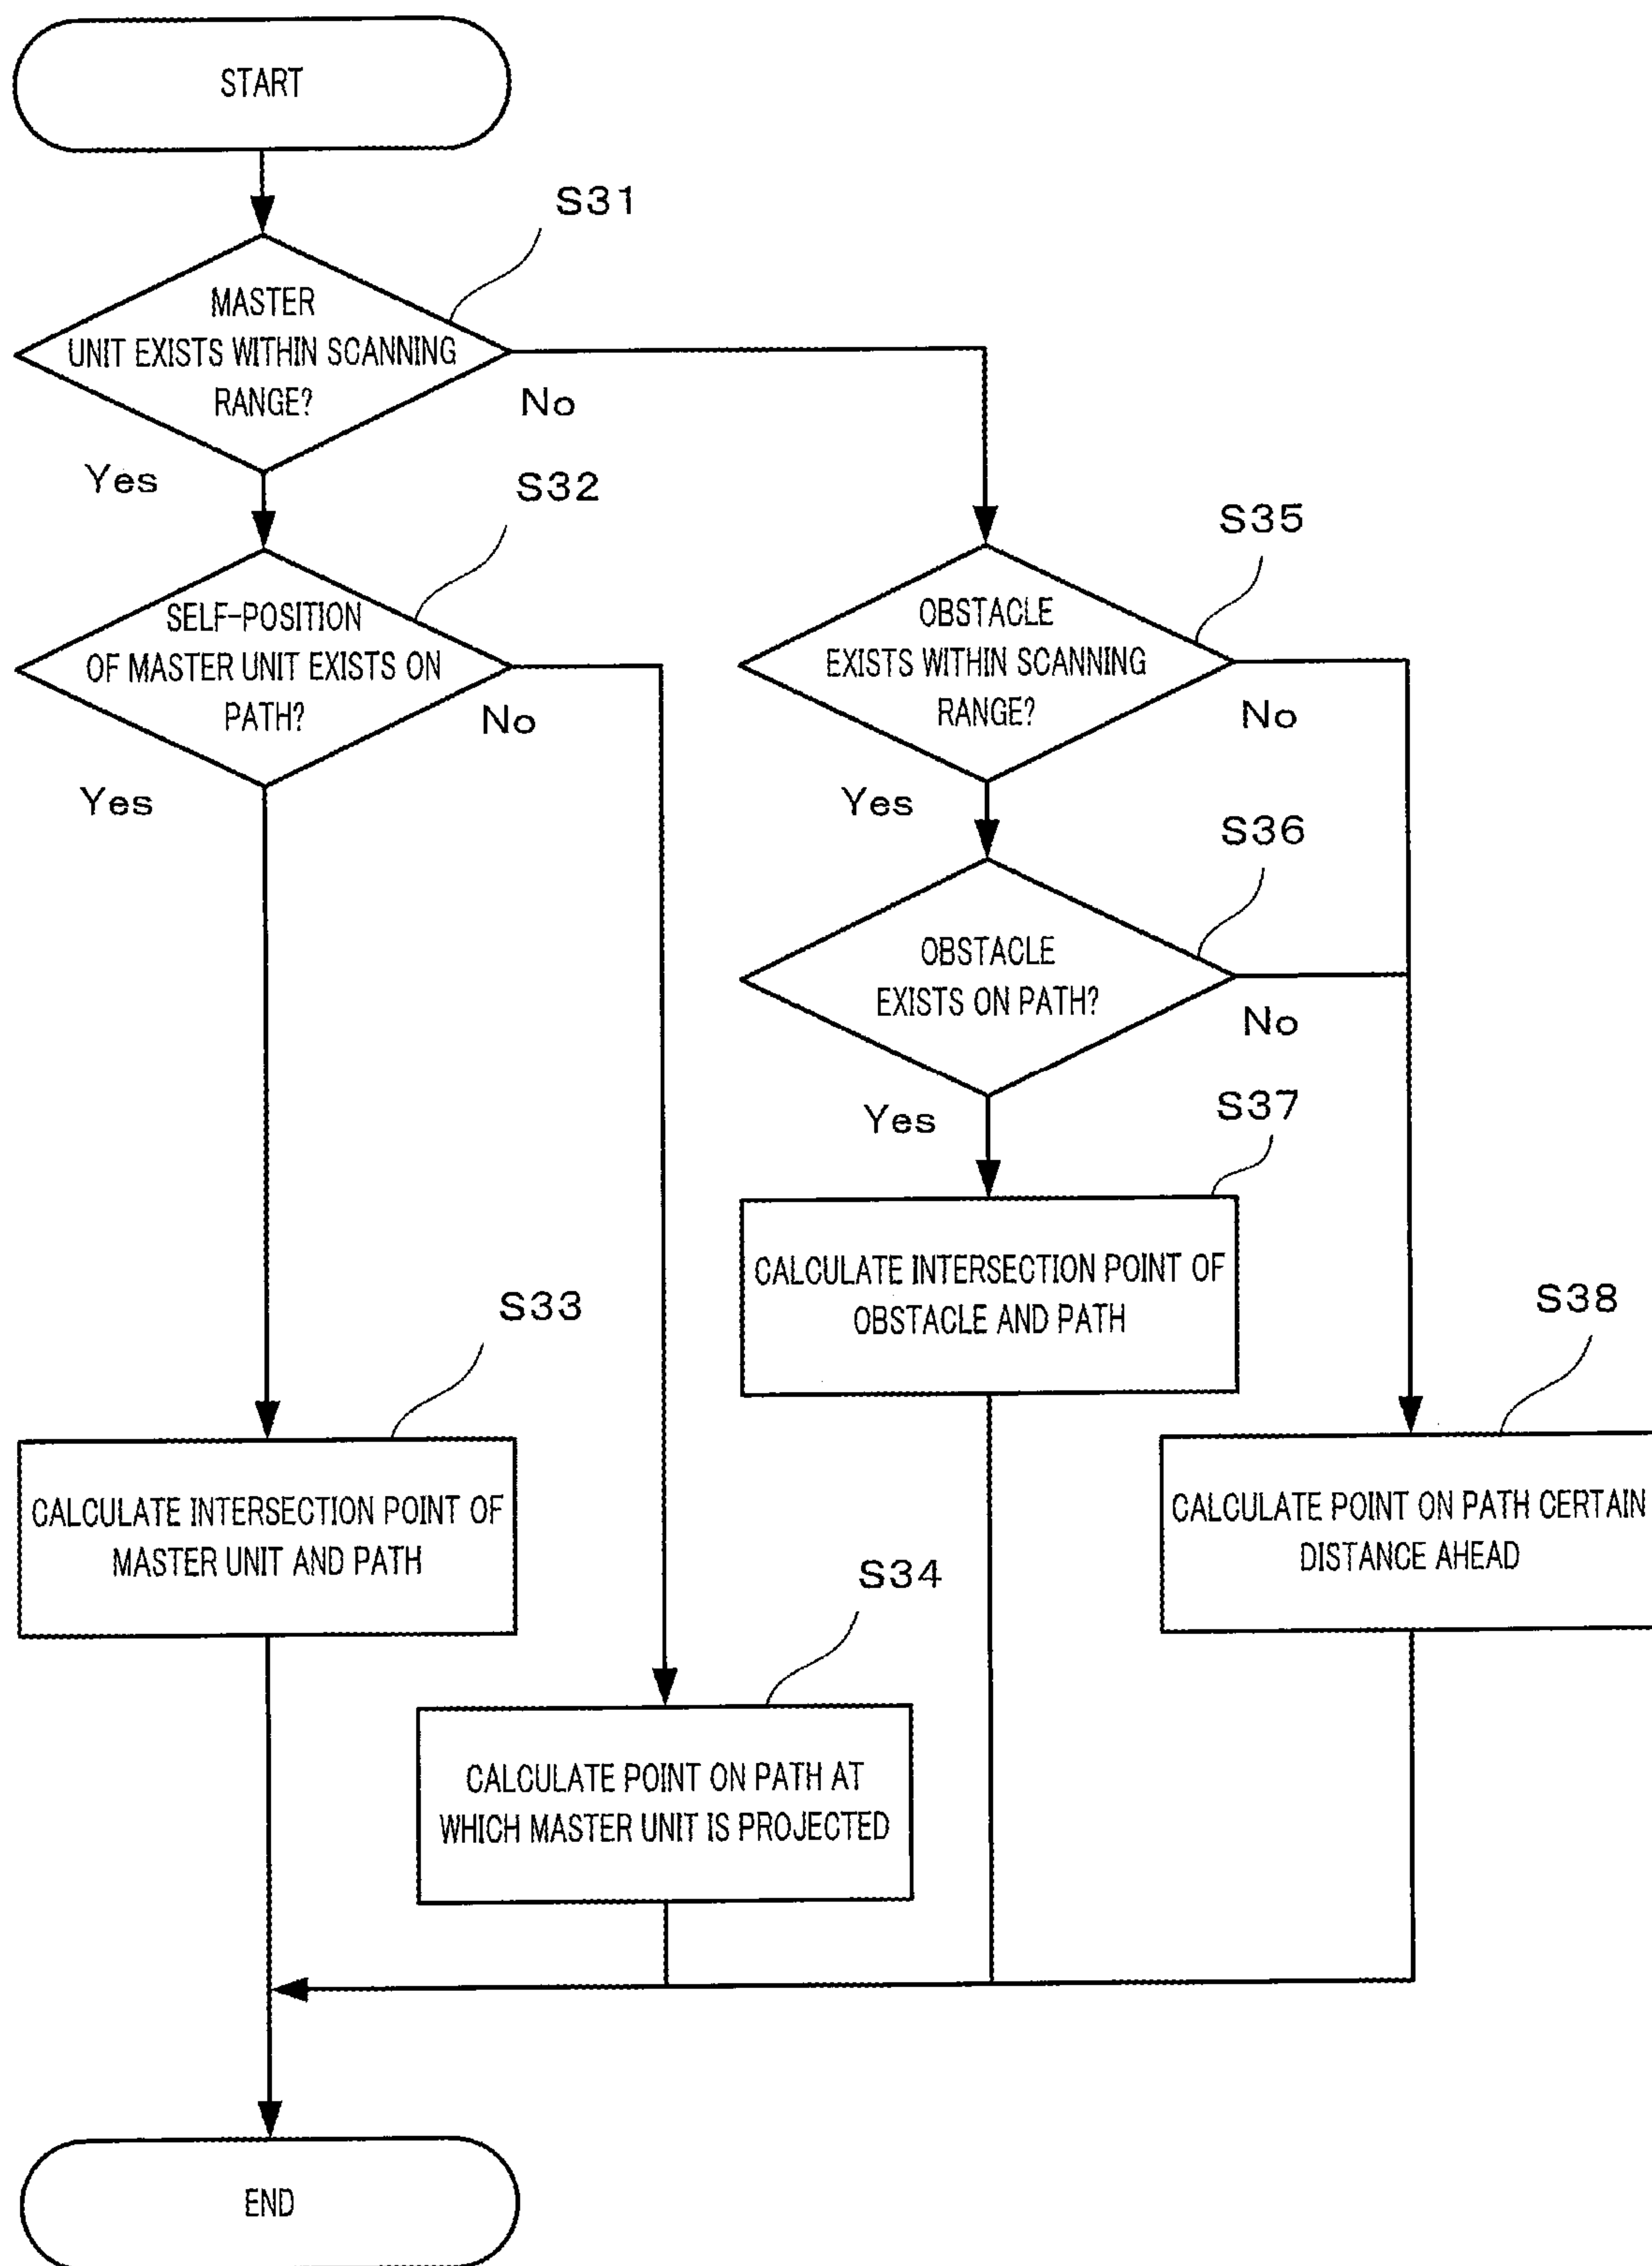 START
S31
MASTER
UNIT EXISTS WITHIN SCANNING
RANGE?
No
Yes
S32
SELF-POSITION
OF MASTER UNIT EXISTS ON
PATH?
No
Yes
S35
OBSTACLE
EXISTS WITHIN SCANNING
RANGE?
No
Yes
S36
OBSTACLE
EXISTS ON PATH?
No
Yes
S37
CALCULATE INTERSECTION POINT OF
OBSTACLE AND PATH
S33
CALCULATE INTERSECTION POINT OF
MASTER UNIT AND PATH
S38
CALCULATE POINT ON PATH CERTAIN
DISTANCE AHEAD
S34
CALCULATE POINT ON PATH AT
WHICH MASTER UNIT IS PROJECTED
END